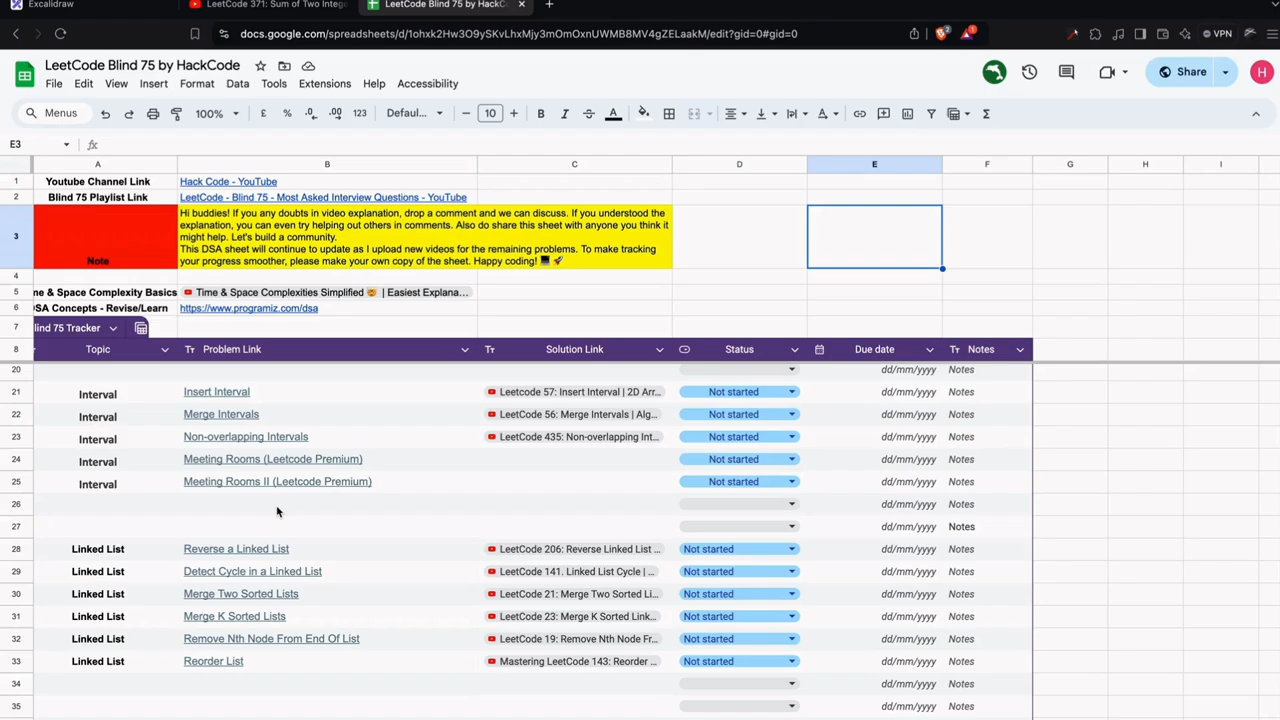 Excalidraw
LeetCode 371: Sum of Two Intege
LeetCode Blind 75 by HackCo
docs.google.com/spreadsheets/d/1ohxk2Hw3O9ySKvLhxMjy3mOmOxnUWMB8MV4gZELaakM/edit?gid=0#gid=0
VPN
LeetCode Blind 75 by HackCode
File Edit View Insert Format Data Tools Extensions Help Accessibility
Share
H
Menus 100% £ % .0 .00 123 Defaul... 10 B I A
E3 fx
A B C D E F G H I
1 Youtube Channel Link Hack Code - YouTube
2 Blind 75 Playlist Link LeetCode - Blind 75 - Most Asked Interview Questions - YouTube
Hi buddies! If you any doubts in video explanation, drop a comment and we can discuss. If you understood the
explanation, you can even try helping out others in comments. Also do share this sheet with anyone you think it
3 might help. Let's build a community.
This DSA sheet will continue to update as I upload new videos for the remaining problems. To make tracking
Note your progress smoother, please make your own copy of the sheet. Happy coding!
4
5 me & Space Complexity Basics Time & Space Complexities Simplified 🤯 | Easiest Explana...
6 DSA Concepts - Revise/Learn https://www.programiz.com/dsa
7 lind 75 Tracker
8 Topic Problem Link Solution Link Status Due date Notes
20 dd/mm/yyyy Notes
21 Interval Insert Interval Leetcode 57: Insert Interval | 2D Arr... Not started dd/mm/yyyy Notes
22 Interval Merge Intervals LeetCode 56: Merge Intervals | Alg... Not started dd/mm/yyyy Notes
23 Interval Non-overlapping Intervals LeetCode 435: Non-overlapping Int... Not started dd/mm/yyyy Notes
24 Interval Meeting Rooms (Leetcode Premium) Not started dd/mm/yyyy Notes
25 Interval Meeting Rooms II (Leetcode Premium) Not started dd/mm/yyyy Notes
26 dd/mm/yyyy Notes
27 dd/mm/yyyy Notes
28 Linked List Reverse a Linked List LeetCode 206: Reverse Linked List ... Not started dd/mm/yyyy Notes
29 Linked List Detect Cycle in a Linked List LeetCode 141. Linked List Cycle | ... Not started dd/mm/yyyy Notes
30 Linked List Merge Two Sorted Lists LeetCode 21: Merge Two Sorted Li... Not started dd/mm/yyyy Notes
31 Linked List Merge K Sorted Lists LeetCode 23: Merge K Sorted Link... Not started dd/mm/yyyy Notes
32 Linked List Remove Nth Node From End Of List LeetCode 19: Remove Nth Node Fr... Not started dd/mm/yyyy Notes
33 Linked List Reorder List Mastering LeetCode 143: Reorder ... Not started dd/mm/yyyy Notes
34 dd/mm/yyyy Notes
35 dd/mm/yyyy Notes